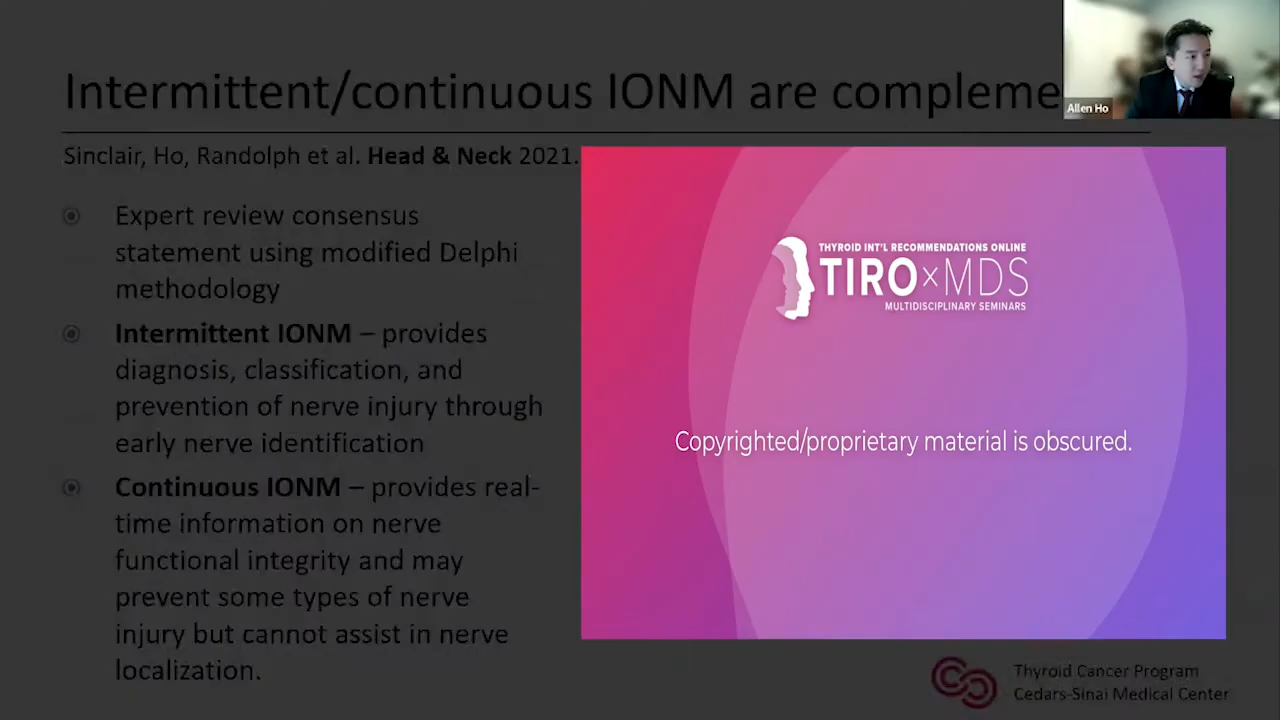 Intermittent/continuous IONM are compleme
Allen Ho
Sinclair, Ho, Randolph et al. Head & Neck 2021.
Expert review consensus
statement using modified Delphi
methodology
Intermittent IONM – provides
diagnosis, classification, and
prevention of nerve injury through
early nerve identification
Continuous IONM – provides real-
time information on nerve
functional integrity and may
prevent some types of nerve
injury but cannot assist in nerve
localization.
THYROID INT'L RECOMMENDATIONS ONLINE
TIRO×MDS
MULTIDISCIPLINARY SEMINARS
Copyrighted/proprietary material is obscured.
Thyroid Cancer Program
Cedars-Sinai Medical Center